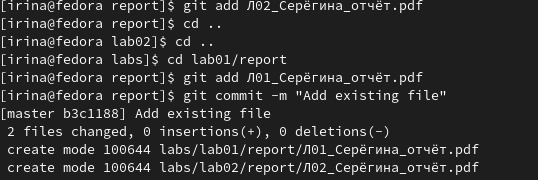 [irina@fedora report]$ git add Л02_Серёгина_отчёт.pdf
[irina@fedora report]$ cd ..
[irina@fedora lab02]$ cd ..
[irina@fedora labs]$ cd lab01/report
[irina@fedora report]$ git add Л01_Серёгина_отчёт.pdf
[irina@fedora report]$ git commit -m "Add existing file"
[master b3c1188] Add existing file
 2 files changed, 0 insertions(+), 0 deletions(-)
 create mode 100644 labs/lab01/report/Л01_Серёгина_отчёт.pdf
 create mode 100644 labs/lab02/report/Л02_Серёгина_отчёт.pdf